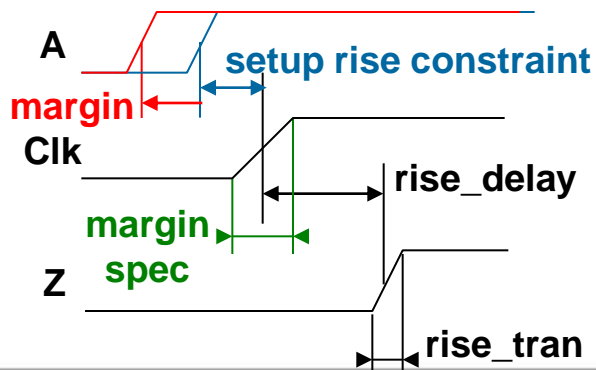 A
setup rise constraint
margin
Clk
rise_delay
margin
spec
Z
rise_tran